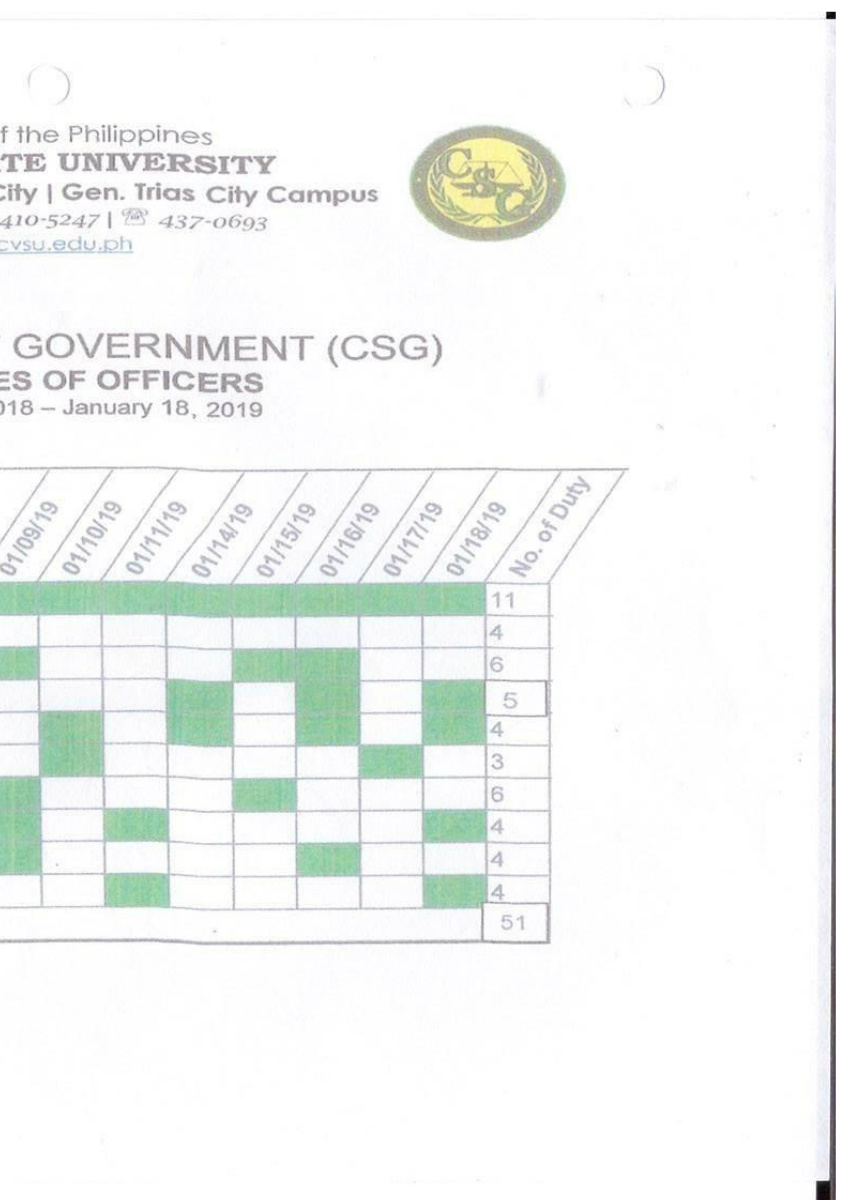 f the Philippines
TE UNIVERSITY
City | Gen. Trias City Campus
410-5247 | ☏ 437-0693
cvsu.edu.ph
CSG
GOVERNMENT (CSG)
ES OF OFFICERS
018 – January 18, 2019
01/09/19 01/10/19 01/11/19 01/14/19 01/15/19 01/16/19 01/17/19 01/18/19 No. of Duty
11
4
6
5
4
3
6
4
4
4
51